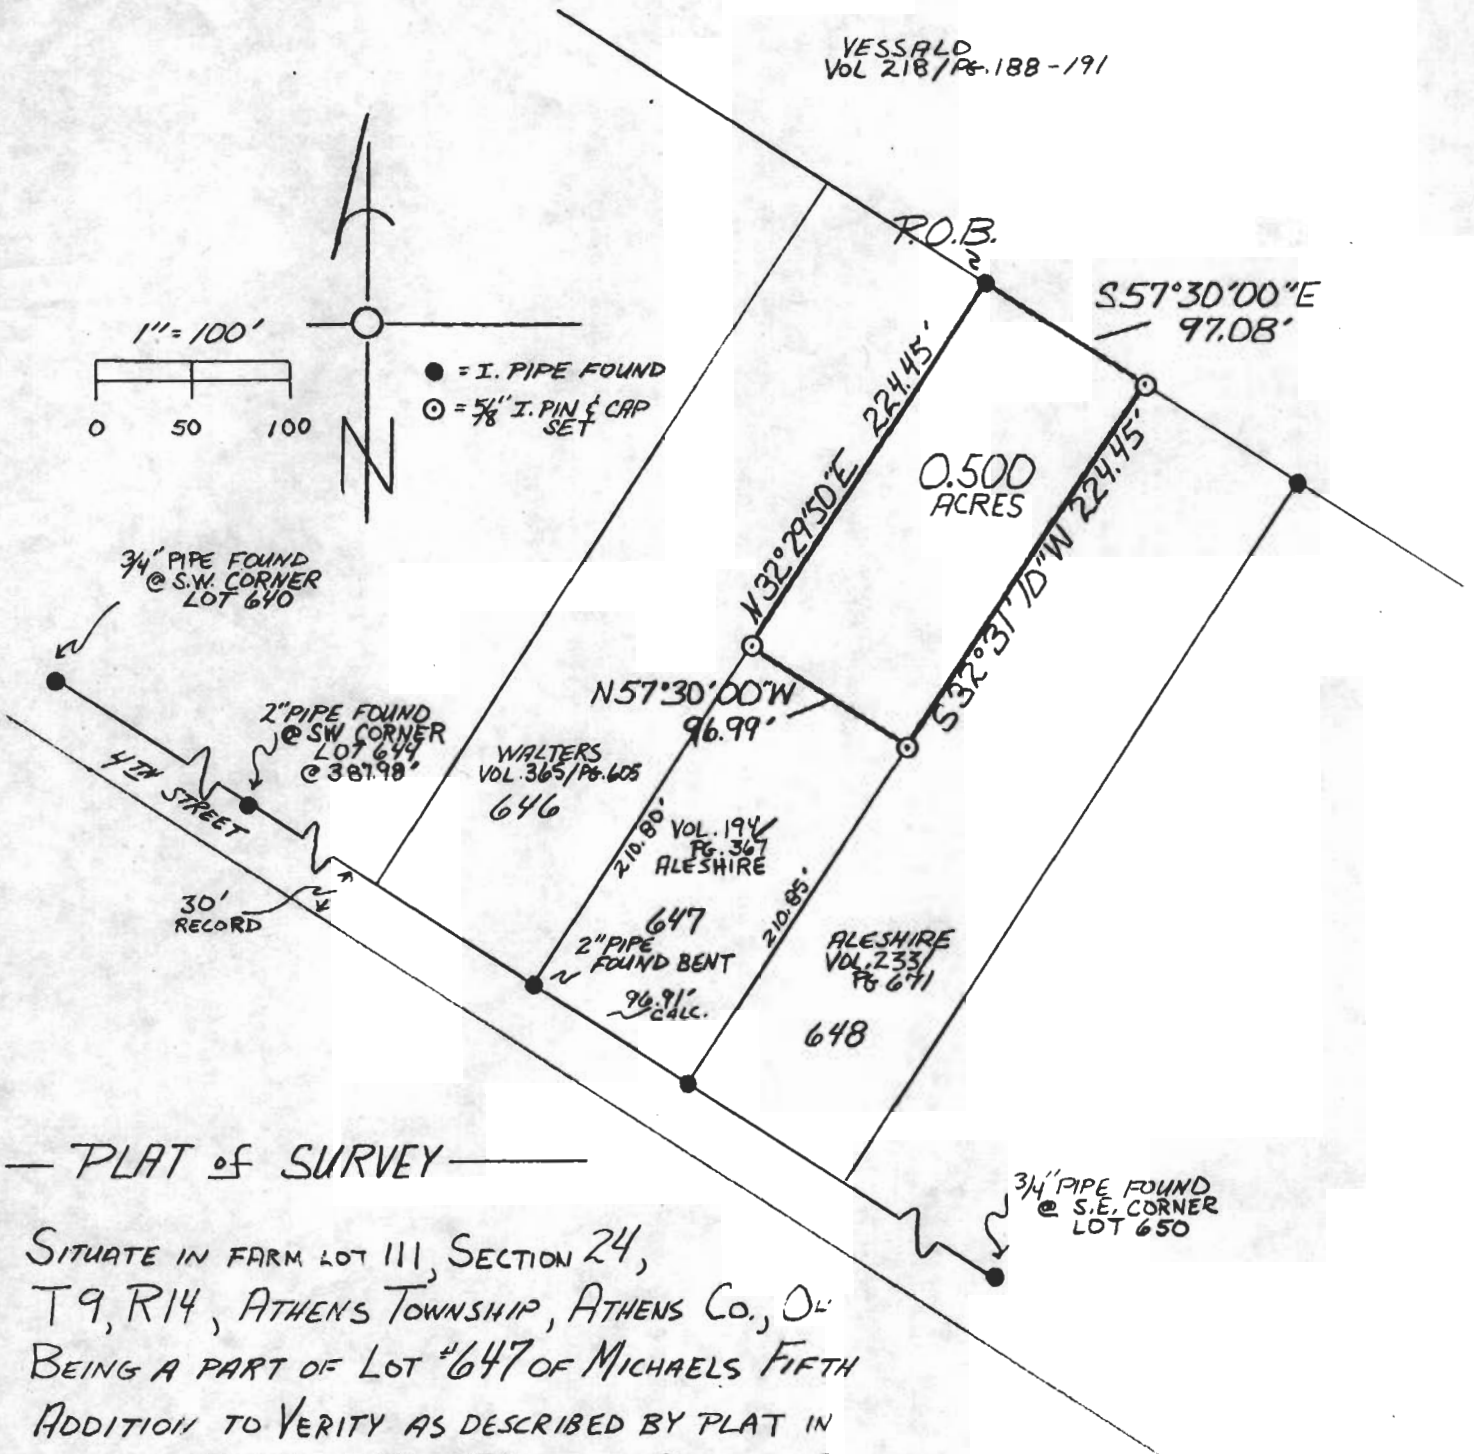 VESSALD
VOL 218/PG.188-191
P.O.B.
S57°30'00"E
97.08'
1"=100'
0 50 100
N
● = I. PIPE FOUND
⊙ = 5/8" I. PIN & CAP
SET
N32°29'50"E 224.45'
0.500
ACRES
S32°31'10"W 224.45'
3/4" PIPE FOUND
@ S.W. CORNER
LOT 640
N57°30'00"W
96.99'
2" PIPE FOUND
@ SW CORNER
LOT 644
@ 387.98'
4TH STREET
WALTERS
VOL.365/PG.605
646
210.80'
VOL.194/
PG.367
ALESHIRE
647
210.85'
30'
RECORD
2" PIPE
FOUND BENT
96.91'
CALC.
ALESHIRE
VOL.233/
PG 671
648
PLAT of SURVEY
3/4" PIPE FOUND
@ S.E. CORNER
LOT 650
SITUATE IN FARM LOT 111, SECTION 24,
T9, R14, ATHENS TOWNSHIP, ATHENS CO.,
BEING A PART OF LOT #647 OF MICHAELS FIFTH
ADDITION TO VERITY AS DESCRIBED BY PLAT IN